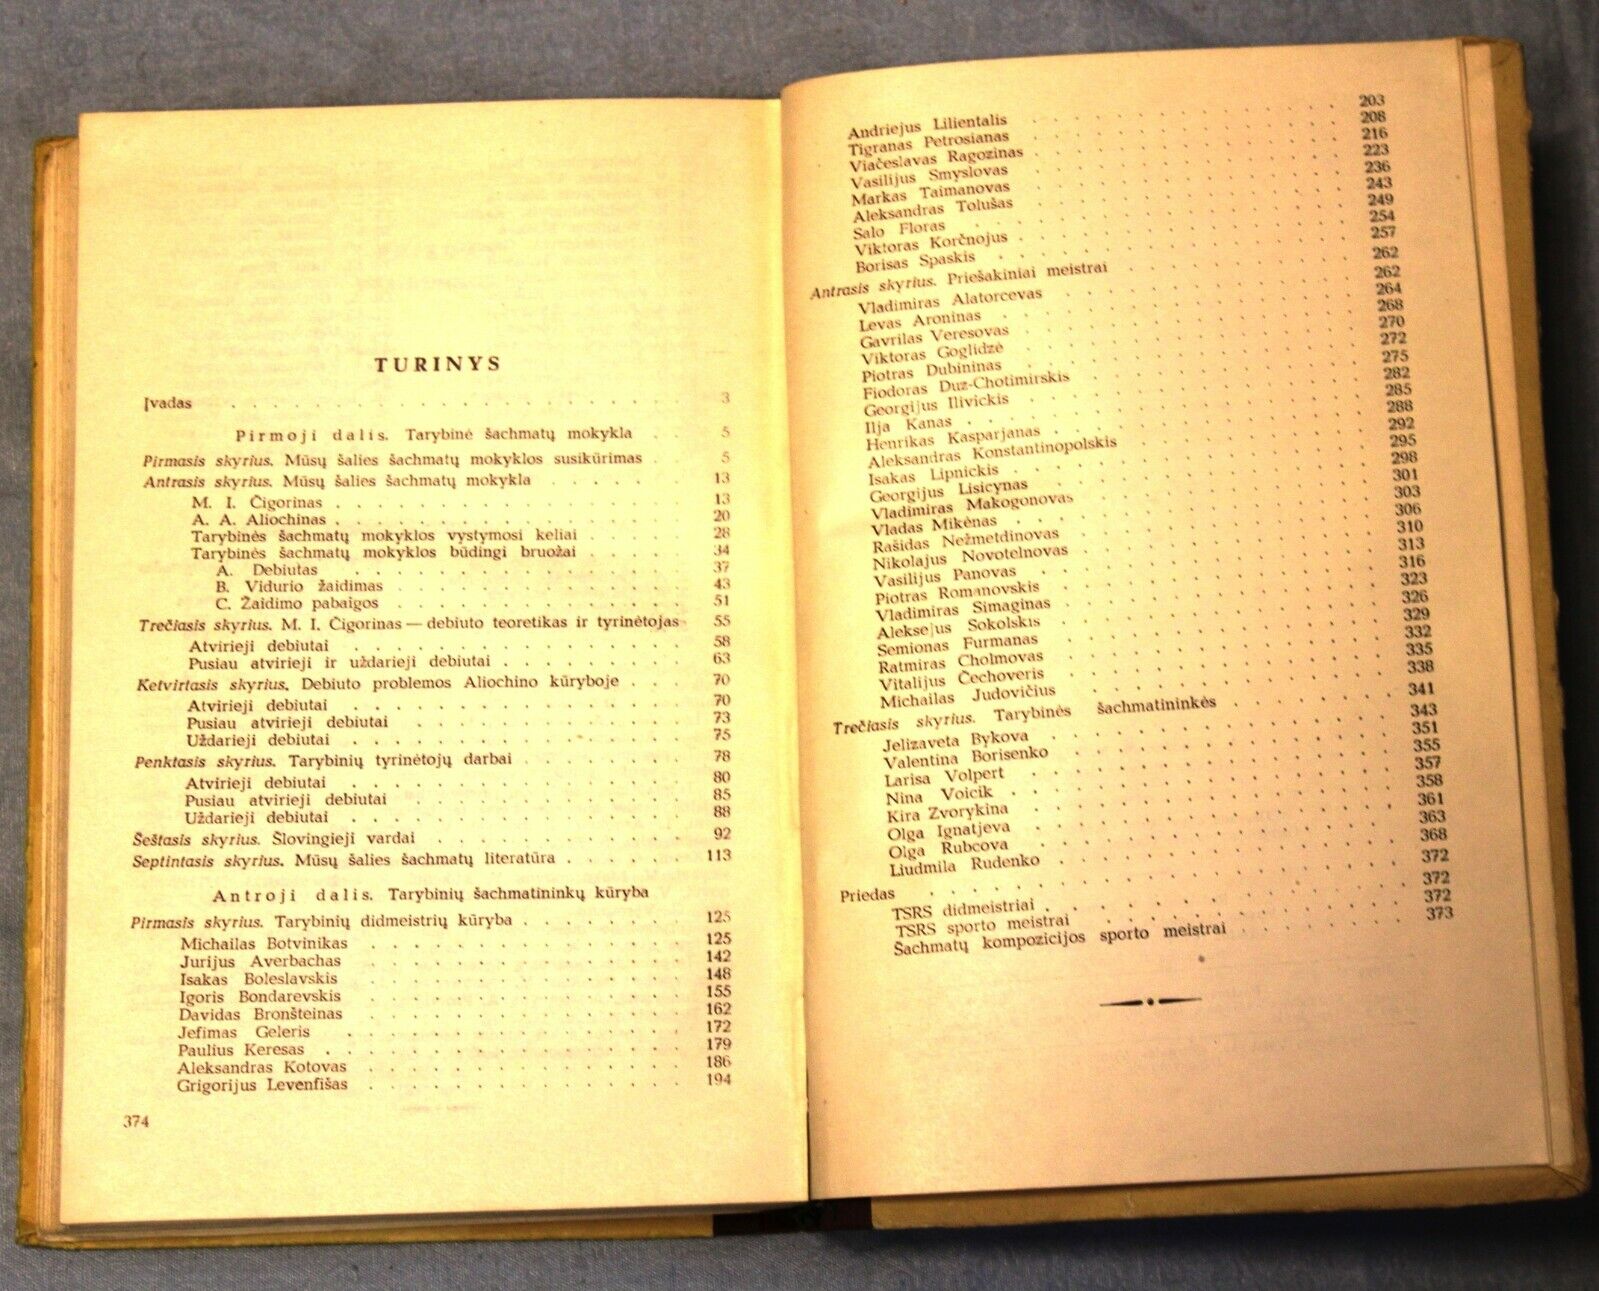 TURINYS
Įvadas . . . 3
Pirmoji dalis. Tarybinė šachmatų mokykla . 5
Pirmasis skyrius. Mūsų šalies šachmatų mokyklos susikūrimas . 5
Antrasis skyrius. Mūsų šalies šachmatų mokykla . . . 13
M. I. Čigorinas . . . 13
A. A. Aliochinas . . . 20
Tarybinės šachmatų mokyklos vystymosi keliai . . . 28
Tarybinės šachmatų mokyklos būdingi bruožai . . . 34
A. Debiutas . . . 37
B. Vidurio žaidimas . . . 43
C. Žaidimo pabaigos . . . 51
Trečiasis skyrius. M. I. Čigorinas — debiuto teoretikas ir tyrinėtojas 55
Atvirieji debiutai . . . 58
Pusiau atvirieji ir uždarieji debiutai . . . 63
Ketvirtasis skyrius. Debiuto problemos Aliochino kūryboje . . . 70
Atvirieji debiutai . . . 70
Pusiau atvirieji debiutai . . . 73
Uždarieji debiutai . . . 75
Penktasis skyrius. Tarybinių tyrinėtojų darbai . . . 78
Atvirieji debiutai . . . 80
Pusiau atvirieji debiutai . . . 85
Uždarieji debiutai . . . 88
Šeštasis skyrius. Šlovingieji vardai . . . 92
Septintasis skyrius. Mūsų šalies šachmatų literatūra . . . 113
Antroji dalis. Tarybinių šachmatininkų kūryba
Pirmasis skyrius. Tarybinių didmeistrių kūryba . . . 125
Michailas Botvinikas . . . 125
Jurijus Averbachas . . . 142
Isakas Boleslavskis . . . 148
Igoris Bondarevskis . . . 155
Davidas Bronšteinas . . . 162
Jefimas Geleris . . . 172
Paulius Keresas . . . 179
Aleksandras Kotovas . . . 186
Grigorijus Levenfišas . . . 194
374
Andriejus Lilientalis . . . 203
Tigranas Petrosianas . . . 208
Viačeslavas Ragozinas . . . 216
Vasilijus Smyslovas . . . 223
Markas Taimanovas . . . 236
Aleksandras Tolušas . . . 243
Salo Floras . . . 249
Viktoras Korčnojus . . . 254
Borisas Spaskis . . . 257
Antrasis skyrius. Priešakiniai meistrai . . . 262
Vladimiras Alatorcevas . . . 262
Levas Aroninas . . . 264
Gavrilas Veresovas . . . 268
Viktoras Goglidzė . . . 270
Piotras Dubininas . . . 272
Fiodoras Duz-Chotimirskis . . . 275
Georgijus Ilivickis . . . 282
Ilja Kanas . . . 285
Henrikas Kasparjanas . . . 288
Aleksandras Konstantinopolskis . . . 292
Isakas Lipnickis . . . 295
Georgijus Lisicynas . . . 298
Vladimiras Makogonovas . . . 301
Vladas Mikėnas . . . 303
Rašidas Nežmetdinovas . . . 306
Nikolajus Novotelnovas . . . 310
Vasilijus Panovas . . . 313
Piotras Romanovskis . . . 316
Vladimiras Simaginas . . . 323
Aleksejus Sokolskis . . . 326
Semionas Furmanas . . . 329
Ratmiras Cholmovas . . . 332
Vitalijus Čechoveris . . . 335
Michailas Judovičius . . . 338
Trečiasis skyrius. Tarybinės šachmatininkės . . . 341
Jelizaveta Bykova . . . 343
Valentina Borisenko . . . 351
Larisa Volpert . . . 355
Nina Voicik . . . 357
Kira Zvorykina . . . 358
Olga Ignatjeva . . . 361
Olga Rubcova . . . 363
Liudmila Rudenko . . . 368
Priedas . . . 372
TSRS didmeistriai . . . 372
TSRS sporto meistrai . . . 372
Šachmatų kompozicijos sporto meistrai . . . 373